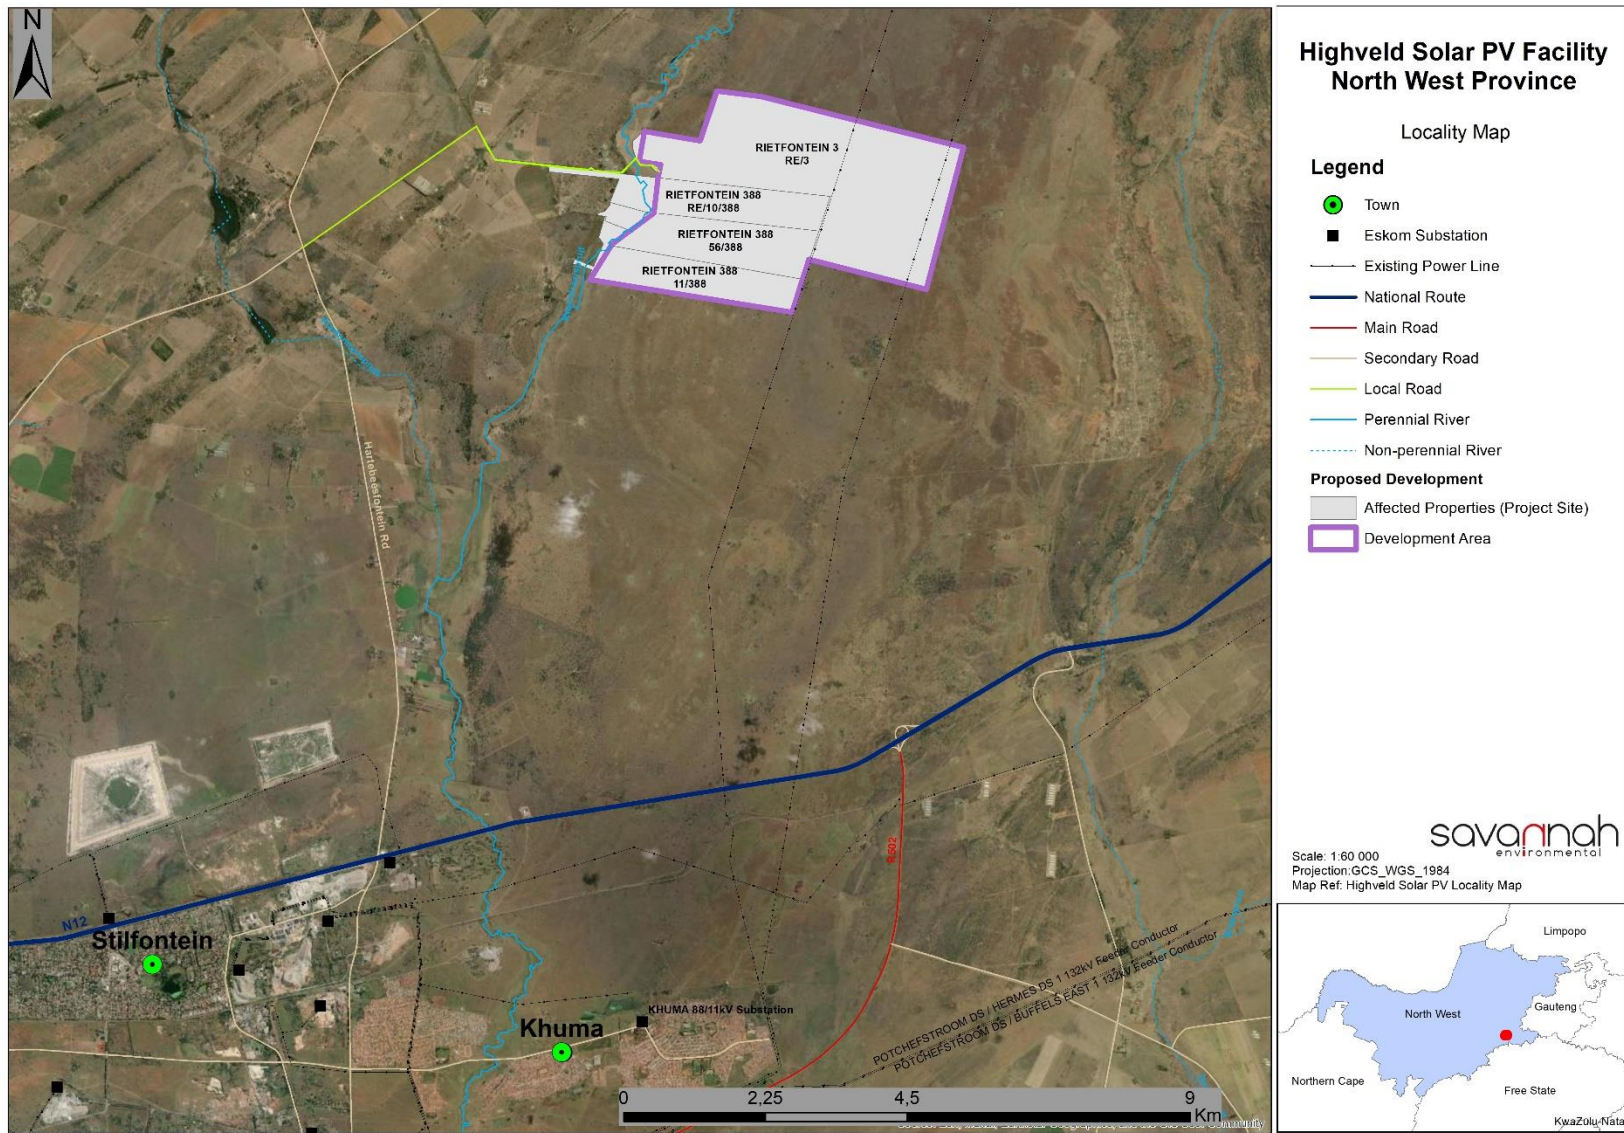 N
RIETFONTEIN 3
RE/3
RIETFONTEIN 388
RE/10/388
RIETFONTEIN 388
56/388
RIETFONTEIN 388
11/388
Hartebeesfontein Rd
N12
Stilfontein
R602
KHUMA 88/11kV Substation
Khuma
POTCHEFSTROOM DS / HERMES DS 1 132kV Feeder Conductor
POTCHEFSTROOM DS / BUFFELS EAST 1 132kV Feeder Conductor
0
2,25
4,5
9
Km
Highveld Solar PV Facility
North West Province
Locality Map
Legend
Town
Eskom Substation
Existing Power Line
National Route
Main Road
Secondary Road
Local Road
Perennial River
Non-perennial River
Proposed Development
Affected Properties (Project Site)
Development Area
savannah
environmental
Scale: 1:60 000
Projection:GCS_WGS_1984
Map Ref: Highveld Solar PV Locality Map
Limpopo
North West
Gauteng
Northern Cape
Free State
KwaZulu-Nata